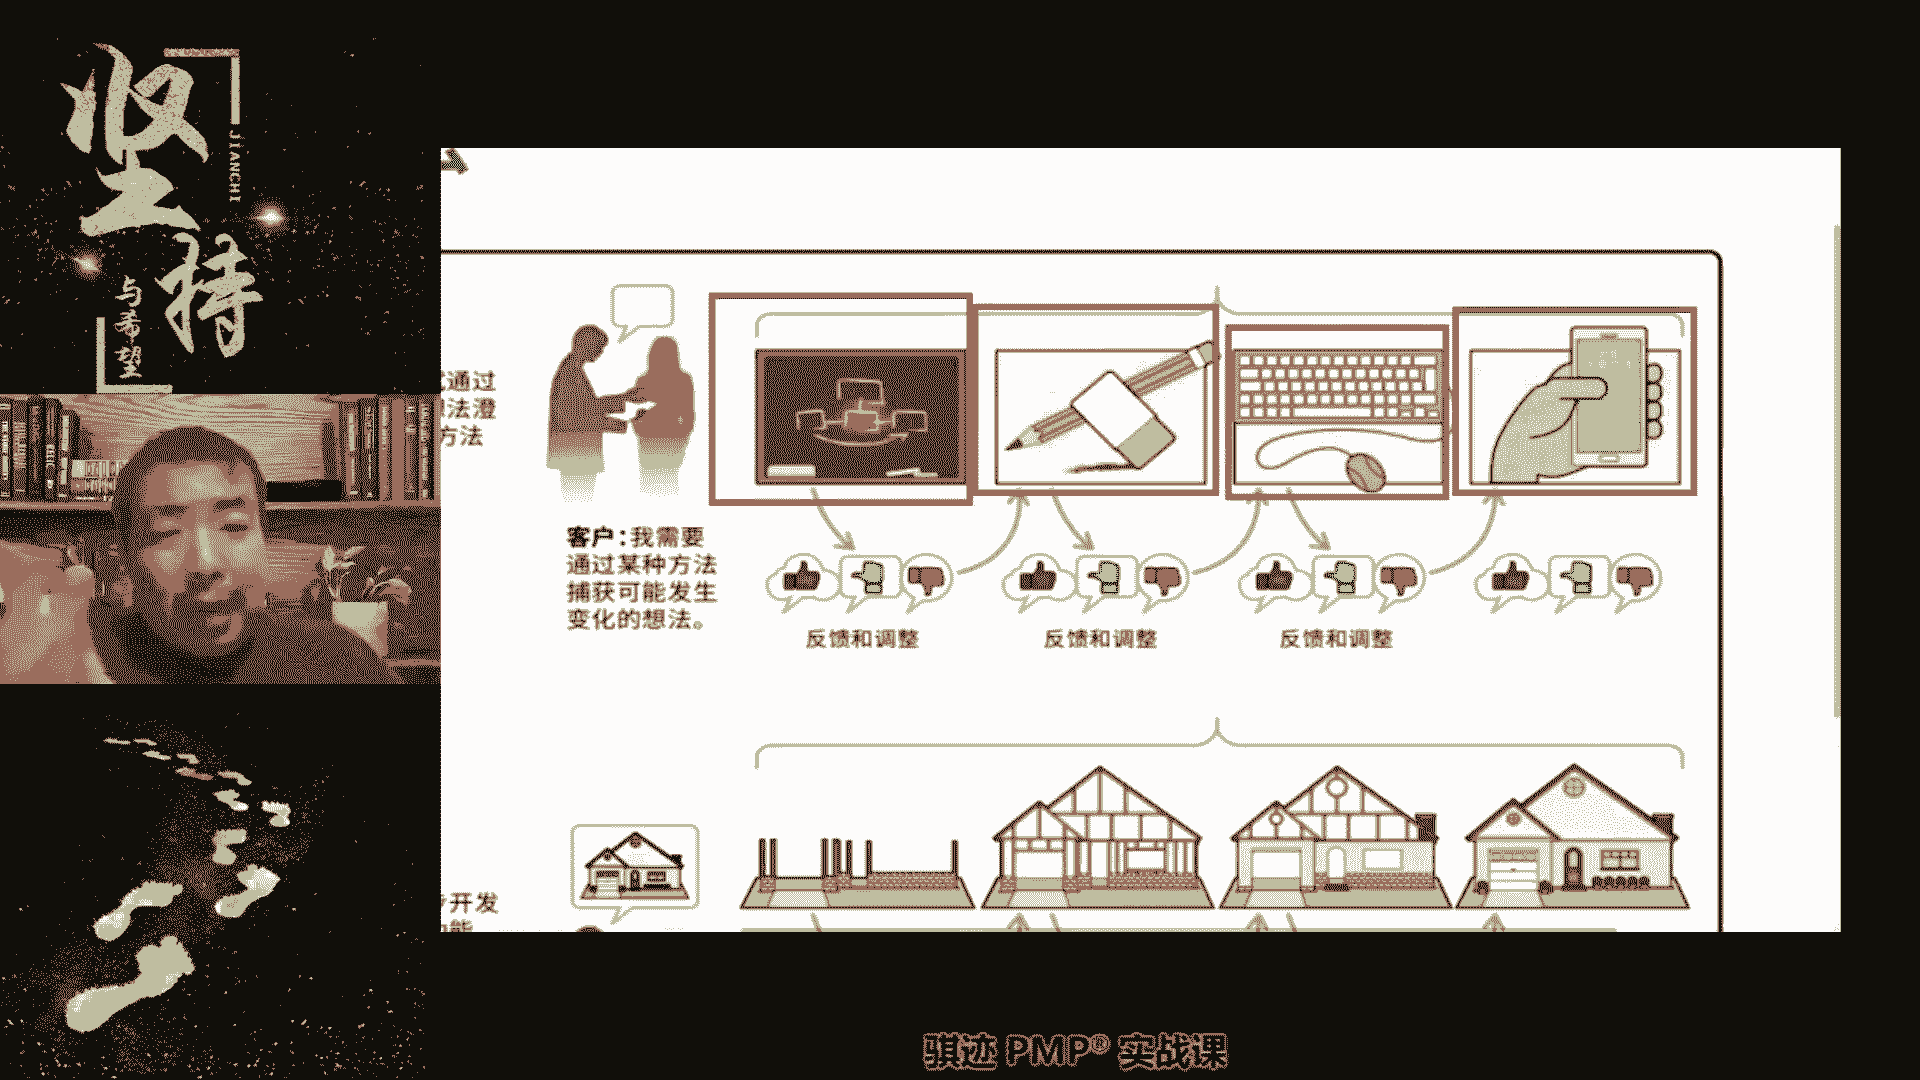 坚
持
JIANCHI
与
希
望
通过
法澄
方法
客户：我需要
通过某种方法
捕获可能发生
变化的想法。
反馈和调整
反馈和调整
反馈和调整
开发
骐迹 PMP® 实战课